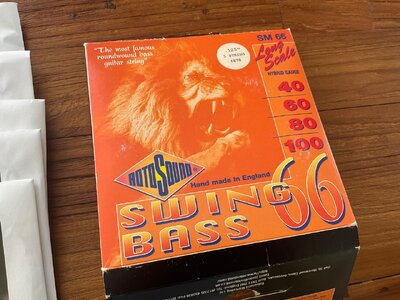 SM 66
Long
Scale
HYBRID GAUGE
40
60
80
100
"The most famous
roundwound bass
guitar string"
ROTOSOUND
Hand made in England
SWING
BASS
66